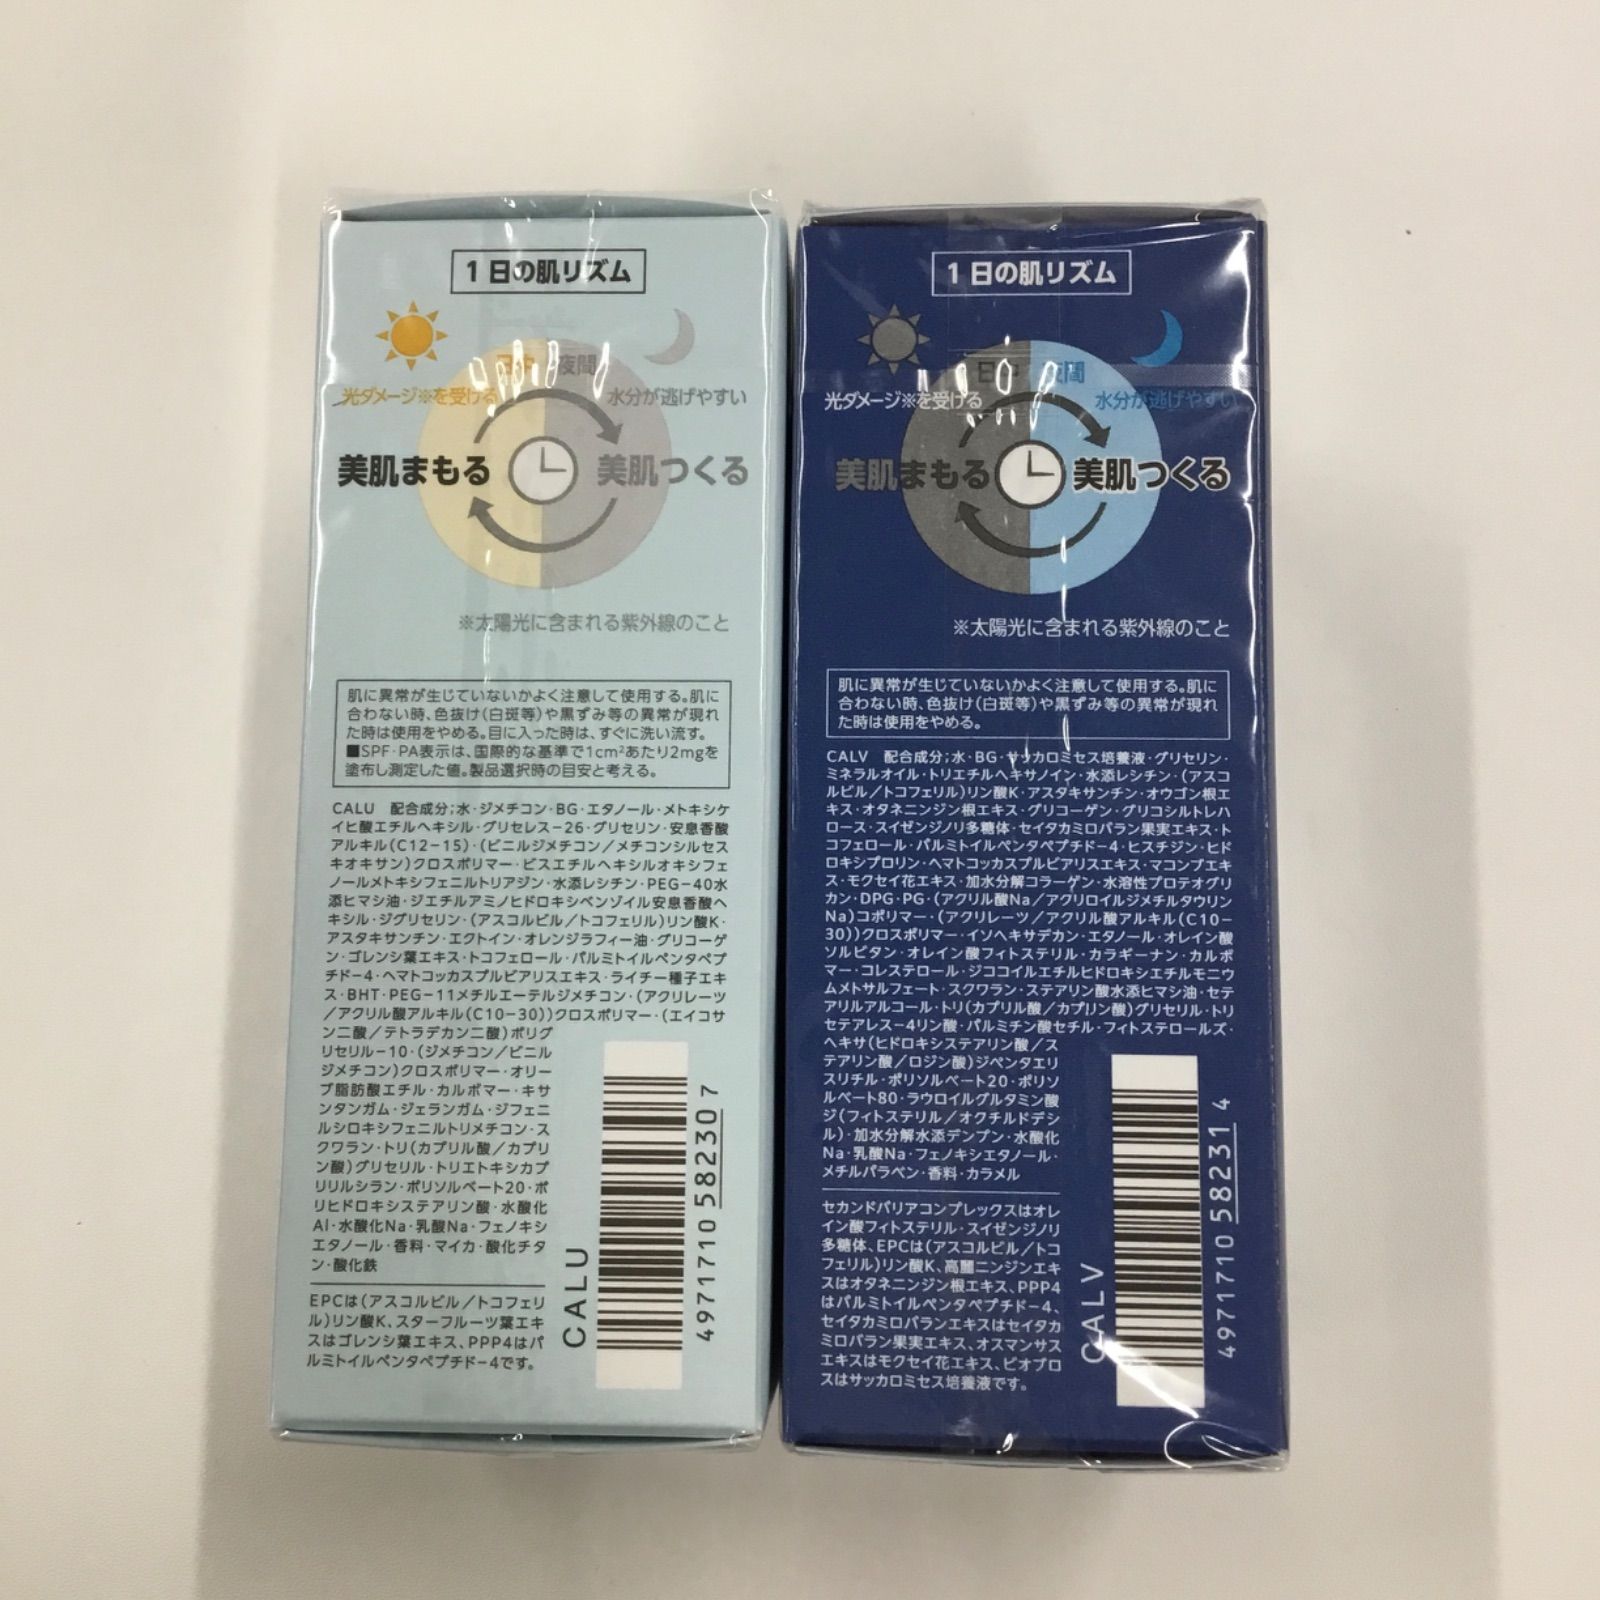 1日の肌リズム
日中 夜間
光ダメージ※を受ける 水分が逃げやすい
美肌まもる 美肌つくる
※太陽光に含まれる紫外線のこと
肌に異常が生じていないかよく注意して使用する。肌に
合わない時、色抜け(白斑等)や黒ずみ等の異常が現れ
た時は使用をやめる。目に入った時は、すぐに洗い流す。
■SPF・PA表示は、国際的な基準で1cm²あたり2mgを
塗布し測定した値。製品選択時の目安と考える。
CALU 配合成分;水・ジメチコン・BG・エタノール・メトキシケ
イヒ酸エチルヘキシル・グリセレス-26・グリセリン・安息香酸
アルキル(C12-15)・(ビニルジメチコン/メチコンシルセス
キオキサン)クロスポリマー・ビスエチルヘキシルオキシフェ
ノールメトキシフェニルトリアジン・水添レシチン・PEG-40水
添ヒマシ油・ジエチルアミノヒドロキシベンゾイル安息香酸ヘ
キシル・ジグリセリン・(アスコルビル/トコフェリル)リン酸K・
アスタキサンチン・エクトイン・オレンジラフィー油・グリコーゲ
ン・ゴレンシ葉エキス・トコフェロール・パルミトイルペンタペプ
チド-4・ヘマトコッカスプルビアリスエキス・ライチー種子エキ
ス・BHT・PEG-11メチルエーテルジメチコン・(アクリレーツ
/アクリル酸アルキル(C10-30))クロスポリマー・(エイコサ
ン二酸/テトラデカン二酸)ポリグ
リセリル-10・(ジメチコン/ビニル
ジメチコン)クロスポリマー・オリー
ブ脂肪酸エチル・カルボマー・キサ
ンタンガム・ジェランガム・ジフェニ
ルシロキシフェニルトリメチコン・ス
クワラン・トリ(カプリル酸/カプリ
ン酸)グリセリル・トリエトキシカプ
リリルシラン・ポリソルベート20・ポ
リヒドロキシステアリン酸・水酸化
Al・水酸化Na・乳酸Na・フェノキシ
エタノール・香料・マイカ・酸化チタ
ン・酸化鉄
EPCは(アスコルビル/トコフェリ
ル)リン酸K、スターフルーツ葉エキ
スはゴレンシ葉エキス、PPP4はパ
ルミトイルペンタペプチド-4です。
CALU
4971710582307
1日の肌リズム
日中 夜間
光ダメージ※を受ける 水分が逃げやすい
美肌まもる 美肌つくる
※太陽光に含まれる紫外線のこと
肌に異常が生じていないかよく注意して使用する。肌に
合わない時、色抜け(白斑等)や黒ずみ等の異常が現れ
た時は使用をやめる。
CALV 配合成分;水・BG・サッカロミセス培養液・グリセリン・
ミネラルオイル・トリエチルヘキサノイン・水添レシチン・(アスコ
ルビル/トコフェリル)リン酸K・アスタキサンチン・オウゴン根エ
キス・オタネニンジン根エキス・グリコーゲン・グリコシルトレハ
ロース・スイゼンジノリ多糖体・セイタカミロバラン果実エキス・ト
コフェロール・パルミトイルペンタペプチド-4・ヒスチジン・ヒド
ロキシプロリン・ヘマトコッカスプルビアリスエキス・マコンブエキ
ス・モクセイ花エキス・加水分解コラーゲン・水溶性プロテオグリ
カン・DPG・PG・(アクリル酸Na/アクリロイルジメチルタウリン
Na)コポリマー・(アクリレーツ/アクリル酸アルキル(C10-
30))クロスポリマー・イソヘキサデカン・エタノール・オレイン酸
ソルビタン・オレイン酸フィトステリル・カラギーナン・カルボ
マー・コレステロール・ジココイルエチルヒドロキシエチルモニウ
ムメトサルフェート・スクワラン・ステアリン酸水添ヒマシ油・セテ
アリルアルコール・トリ(カプリル酸/カプリン酸)グリセリル・トリ
セテアレス-4リン酸・パルミチン酸セチル・フィトステロールズ・
ヘキサ(ヒドロキシステアリン酸/ス
テアリン酸/ロジン酸)ジペンタエリ
スリチル・ポリソルベート20・ポリソ
ルベート80・ラウロイルグルタミン酸
ジ(フィトステリル/オクチルドデシ
ル)・加水分解水添デンプン・水酸化
Na・乳酸Na・フェノキシエタノール・
メチルパラベン・香料・カラメル
セカンドバリアコンプレックスはオレ
イン酸フィトステリル・スイゼンジノリ
多糖体、EPCは(アスコルビル/トコ
フェリル)リン酸K、高麗ニンジンエキ
スはオタネニンジン根エキス、PPP4
はパルミトイルペンタペプチド-4、
セイタカミロバランエキスはセイタカ
ミロバラン果実エキス、オスマンサス
エキスはモクセイ花エキス、ビオプロ
スはサッカロミセス培養液です。
CALV
4971710582314